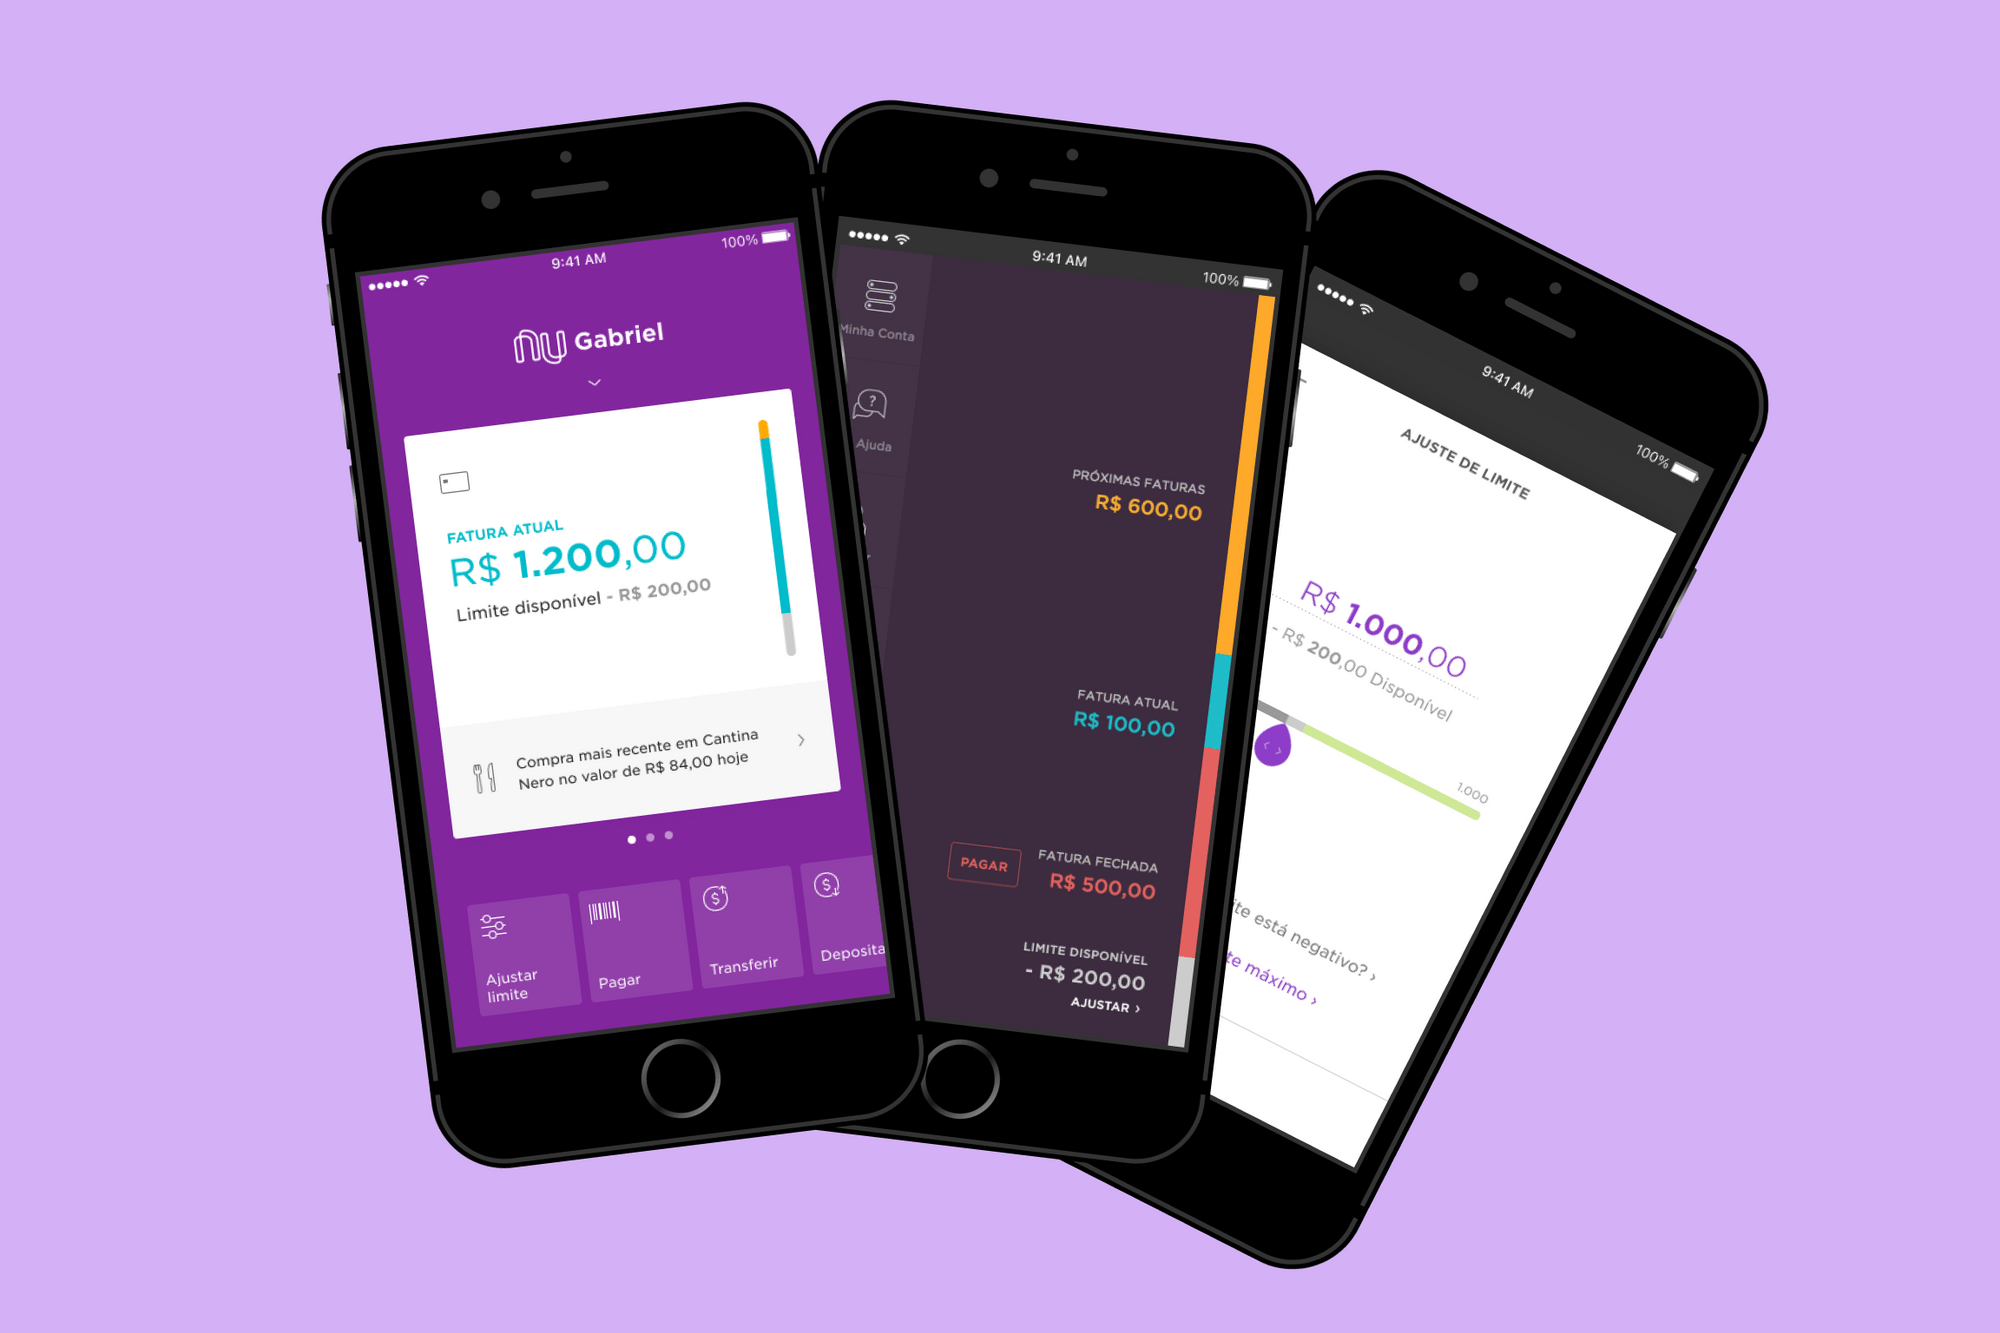 9:41 AM
100%
nu Gabriel
FATURA ATUAL
R$ 1.200,00
Limite disponível - R$ 200,00
Compra mais recente em Cantina
Nero no valor de R$ 84,00 hoje
Ajustar
limite
Pagar
Transferir
Deposita
9:41 AM
100%
Minha Conta
Ajuda
PRÓXIMAS FATURAS
R$ 600,00
FATURA ATUAL
R$ 100,00
PAGAR
FATURA FECHADA
R$ 500,00
LIMITE DISPONÍVEL
- R$ 200,00
AJUSTAR ›
9:41 AM
100%
AJUSTE DE LIMITE
R$ 1.000,00
- R$ 200,00 Disponível
1.000
ite está negativo? ›
te máximo ›